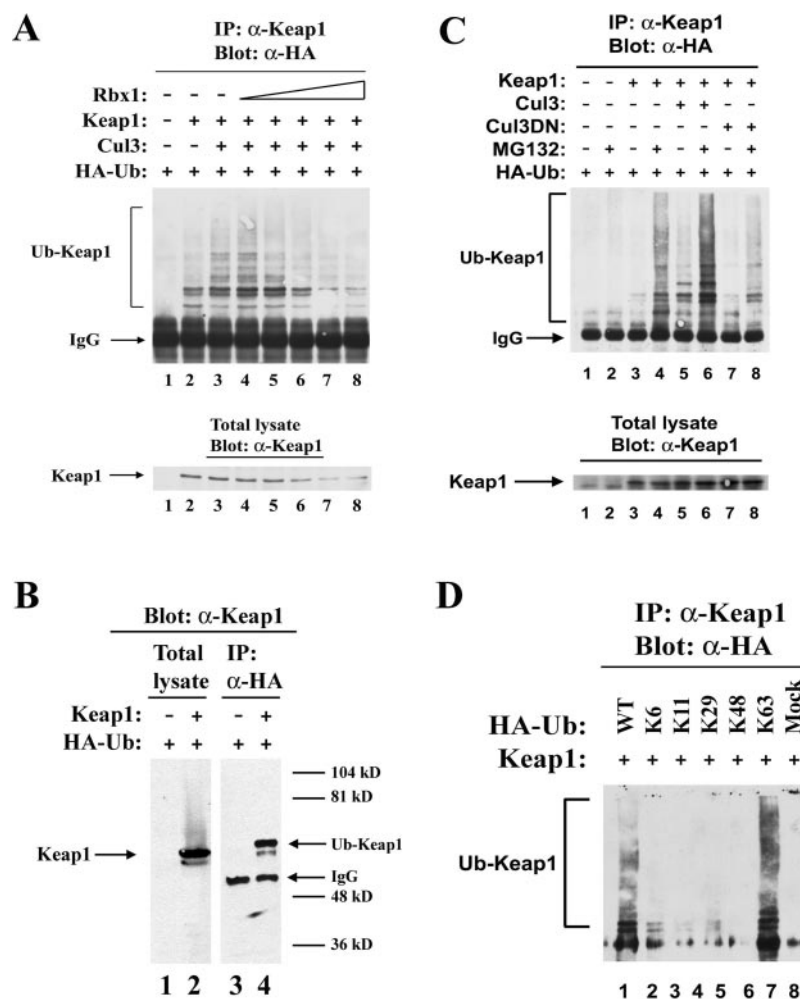 A
IP: α-Keap1
Blot: α-HA
Rbx1: - - -
Keap1: - + + + + + + +
Cul3: - - + + + + + +
HA-Ub: + + + + + + + +
Ub-Keap1
IgG
1 2 3 4 5 6 7 8
Total lysate
Blot: α-Keap1
Keap1
1 2 3 4 5 6 7 8
C
IP: α-Keap1
Blot: α-HA
Keap1: - - + + + + + +
Cul3: - - - - + + - -
Cul3DN: - - - - - - + +
MG132: - + - + - + - +
HA-Ub: + + + + + + + +
Ub-Keap1
IgG
1 2 3 4 5 6 7 8
Total lysate
Blot: α-Keap1
Keap1
1 2 3 4 5 6 7 8
B
Blot: α-Keap1
Total lysate
IP: α-HA
Keap1: - + - +
HA-Ub: + + + +
104 kD
81 kD
Keap1
Ub-Keap1
IgG
48 kD
36 kD
1 2 3 4
D
IP: α-Keap1
Blot: α-HA
HA-Ub: WT K6 K11 K29 K48 K63 Mock
Keap1: + + + + + + +
Ub-Keap1
1 2 3 4 5 6 7 8